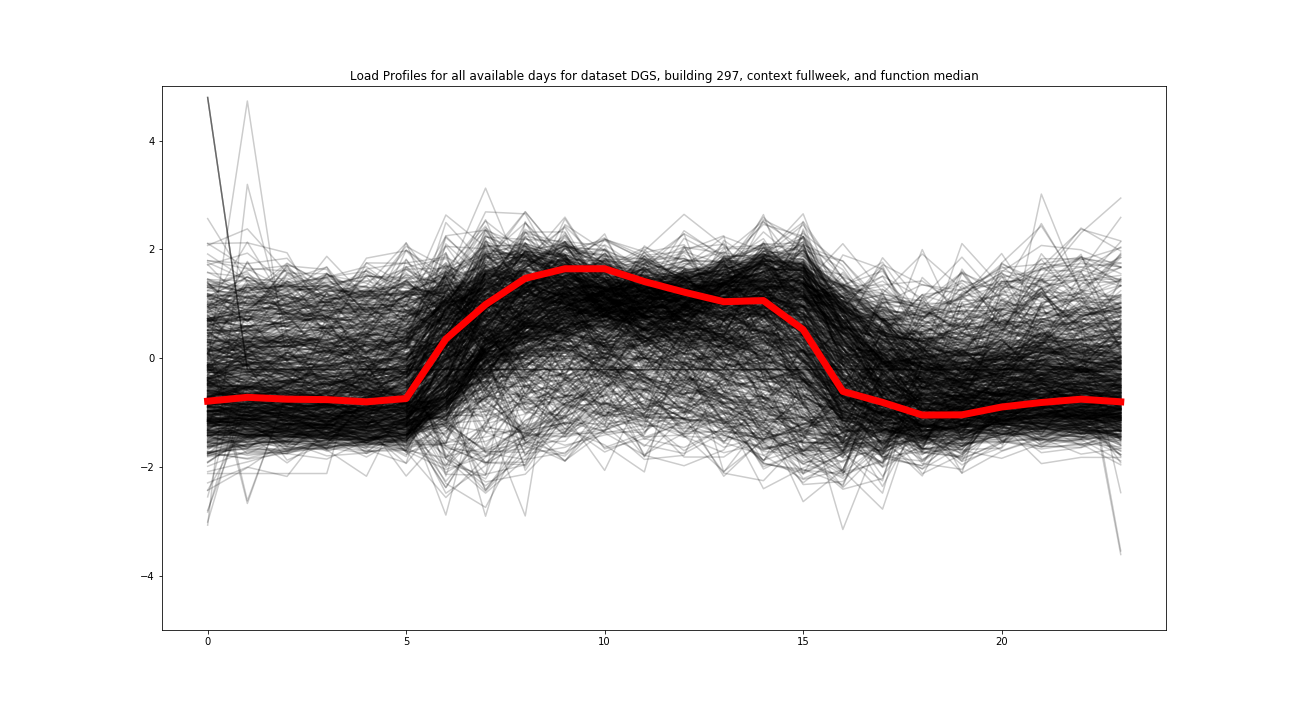 Load Profiles for all available days for dataset DGS, building 297, context fullweek, and function median
4
2
0
−2
−4
0 5 10 15 20